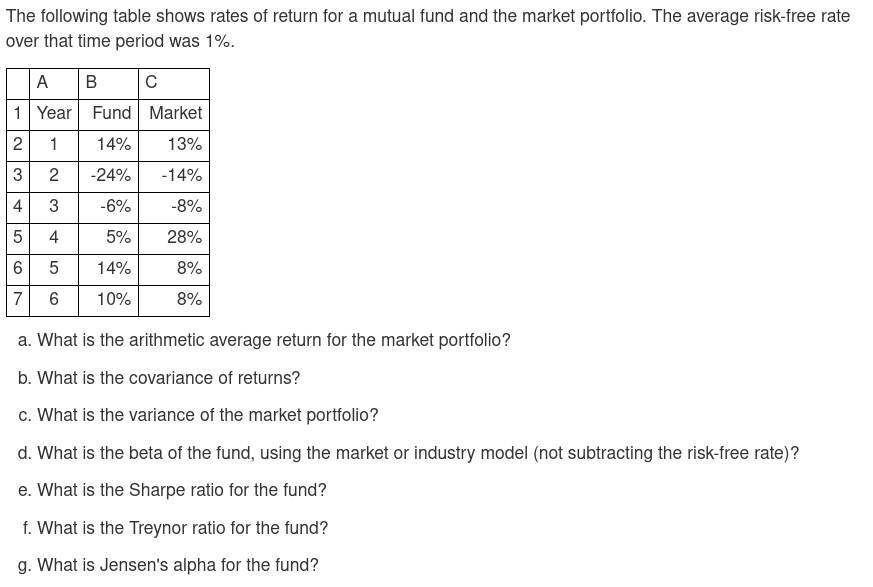 The following table shows rates of return for a mutual fund and the market portfolio. The average risk-free rate
over that time period was 1%.
A B C
1 Year Fund Market
2 1 14% 13%
3 2 -24% -14%
4 3 -6% -8%
5 4 5% 28%
6 5 14% 8%
7 6 10% 8%
a. What is the arithmetic average return for the market portfolio?
b. What is the covariance of returns?
c. What is the variance of the market portfolio?
d. What is the beta of the fund, using the market or industry model (not subtracting the risk-free rate)?
e. What is the Sharpe ratio for the fund?
f. What is the Treynor ratio for the fund?
g. What is Jensen's alpha for the fund?